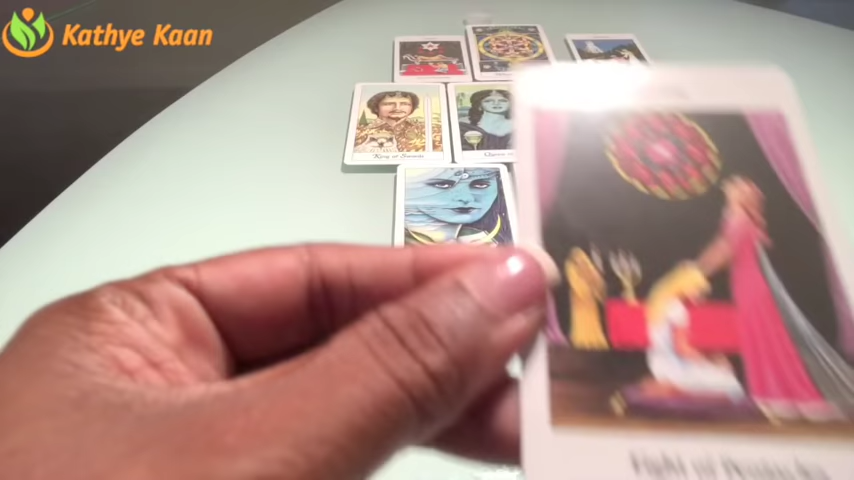 Kathye Kaan
King of Swords
Eight of Pentacles